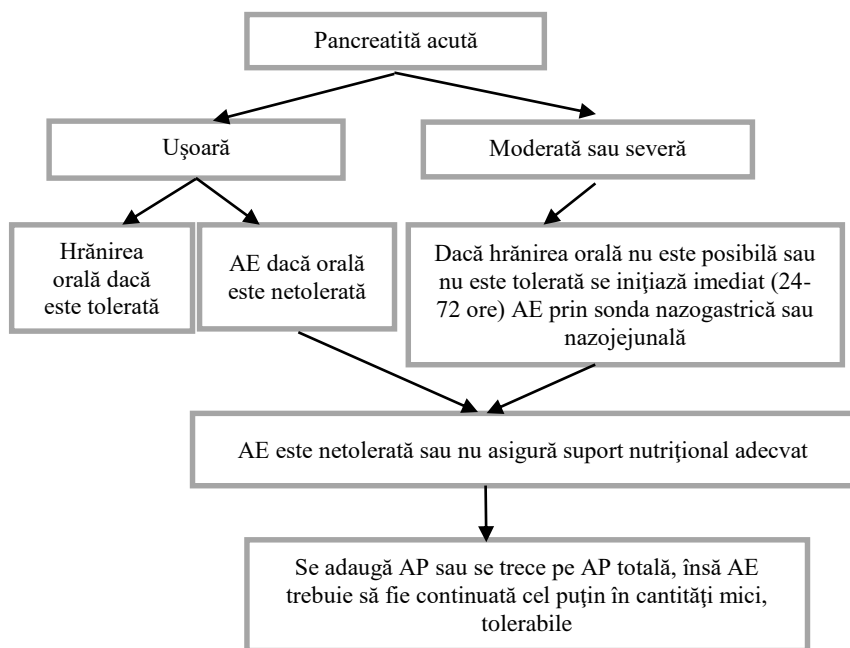 Pancreatită acută
Uşoară
Moderată sau severă
Hrănirea
orală dacă
este tolerată
AE dacă orală
este netolerată
Dacă hrănirea orală nu este posibilă sau
nu este tolerată se iniţiază imediat (24-
72 ore) AE prin sonda nazogastrică sau
nazojejunală
AE este netolerată sau nu asigură suport nutriţional adecvat
Se adaugă AP sau se trece pe AP totală, însă AE
trebuie să fie continuată cel puţin în cantităţi mici,
tolerabile